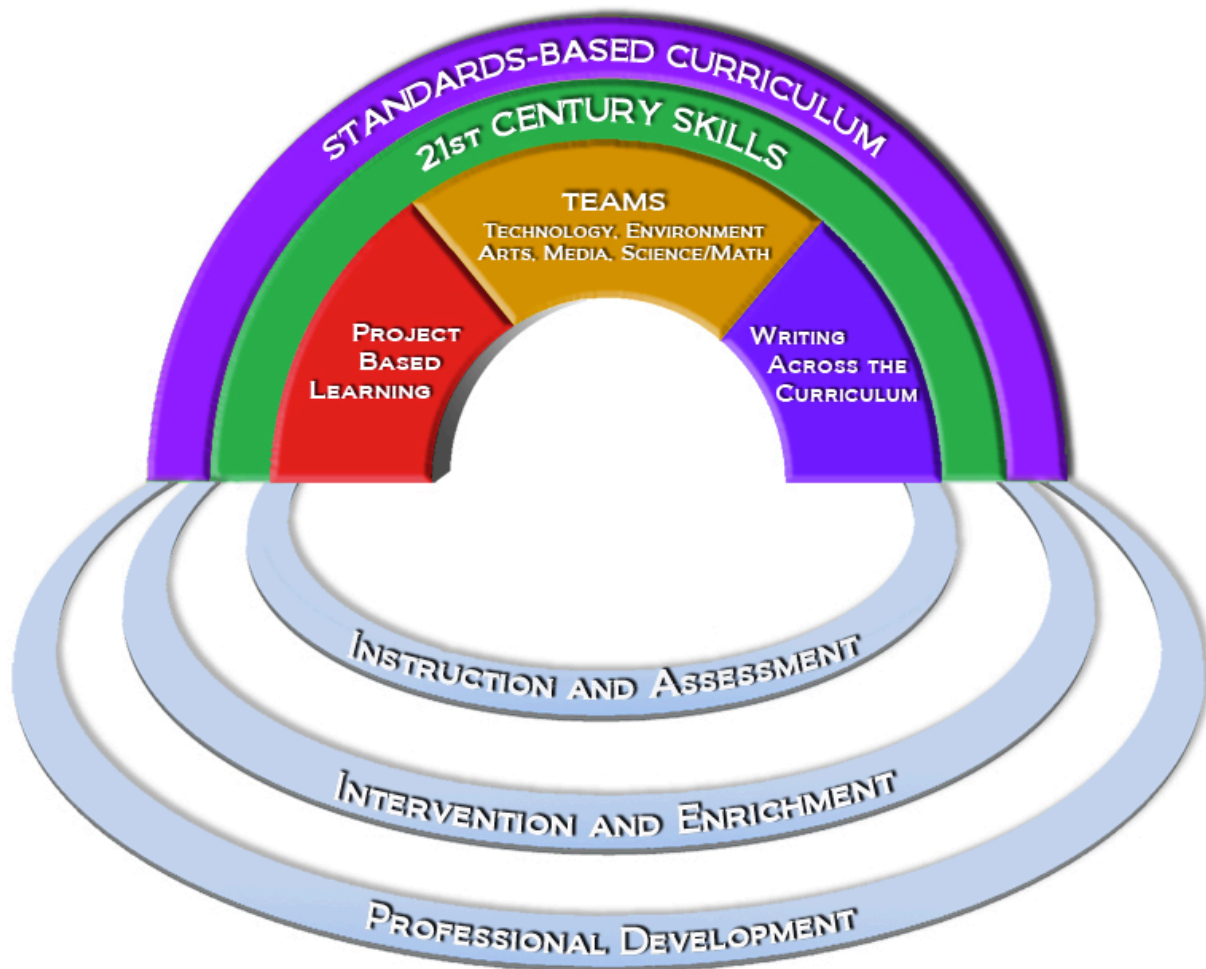 STANDARDS-BASED CURRICULUM
21ST CENTURY SKILLS
TEAMS
TECHNOLOGY, ENVIRONMENT
ARTS, MEDIA, SCIENCE/MATH
PROJECT
BASED
LEARNING
WRITING
ACROSS THE
CURRICULUM
INSTRUCTION AND ASSESSMENT
INTERVENTION AND ENRICHMENT
PROFESSIONAL DEVELOPMENT